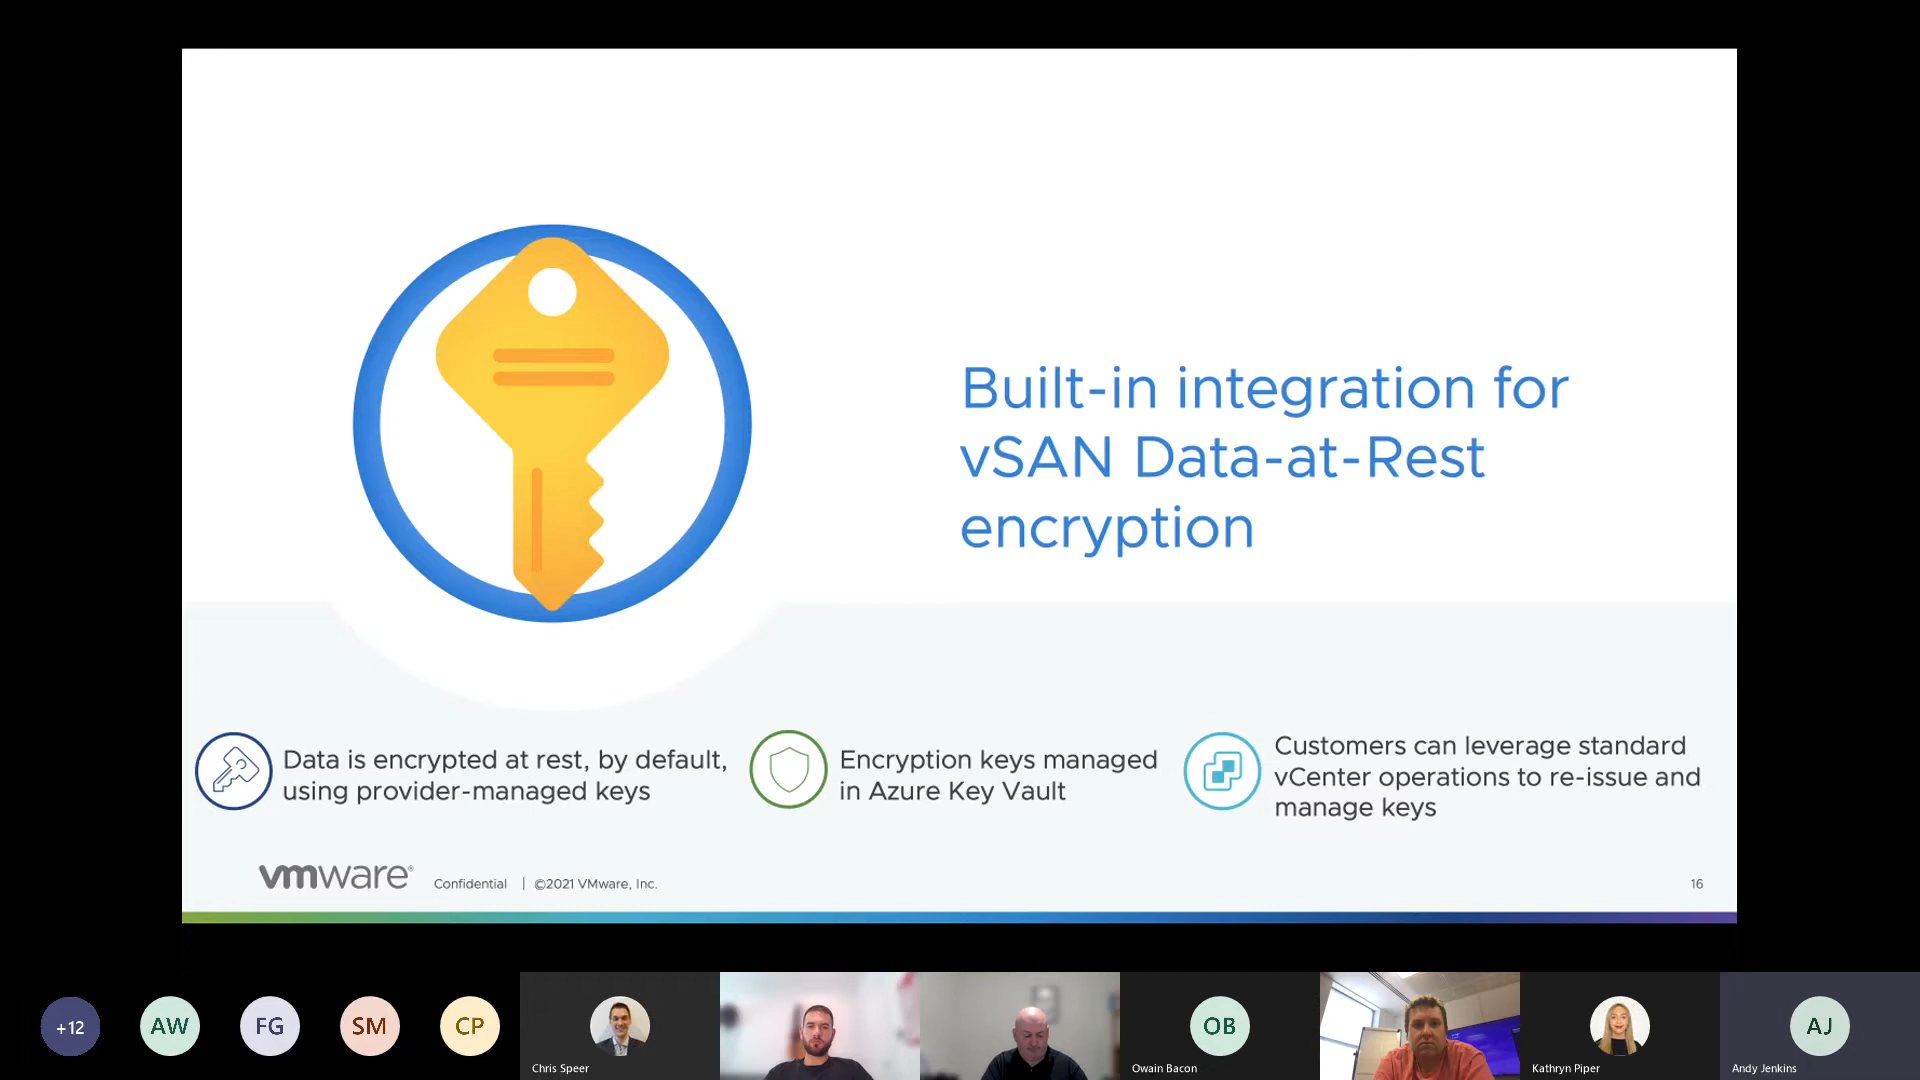 Built-in integration for
vSAN Data-at-Rest
encryption
Data is encrypted at rest, by default,
using provider-managed keys
Encryption keys managed
in Azure Key Vault
Customers can leverage standard
vCenter operations to re-issue and
manage keys
vmware®
Confidential | ©2021 VMware, Inc.
16
+12
AW
FG
SM
CP
Chris Speer
OB
Owain Bacon
Kathryn Piper
AJ
Andy Jenkins